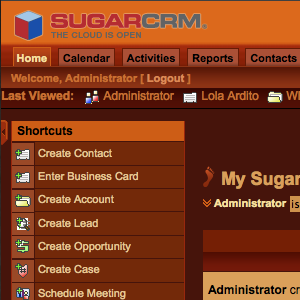 SUGARCRM.
THE CLOUD IS OPEN
Home Calendar Activities Reports Contacts
Welcome, Administrator [ Logout ]
Last Viewed: Administrator Lola Ardito
Shortcuts
Create Contact
Enter Business Card
Create Account
Create Lead
Create Opportunity
Create Case
Schedule Meeting
My Sugar
Administrator is
Administrator cr